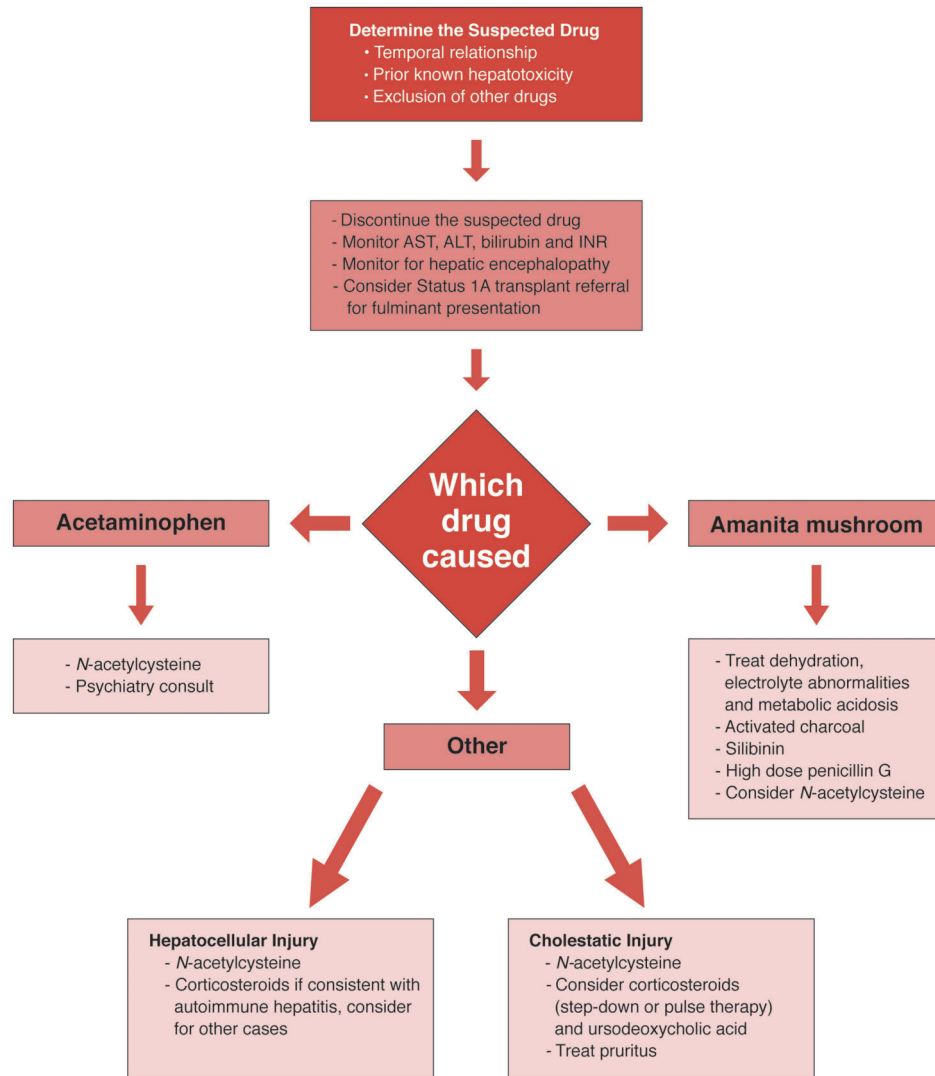 Determine the Suspected Drug
• Temporal relationship
• Prior known hepatotoxicity
• Exclusion of other drugs
- Discontinue the suspected drug
- Monitor AST, ALT, bilirubin and INR
- Monitor for hepatic encephalopathy
- Consider Status 1A transplant referral
for fulminant presentation
Which
drug
caused
Acetaminophen
Amanita mushroom
- N-acetylcysteine
- Psychiatry consult
- Treat dehydration,
electrolyte abnormalities
and metabolic acidosis
- Activated charcoal
- Silibinin
- High dose penicillin G
- Consider N-acetylcysteine
Other
Hepatocellular Injury
- N-acetylcysteine
- Corticosteroids if consistent with
autoimmune hepatitis, consider
for other cases
Cholestatic Injury
- N-acetylcysteine
- Consider corticosteroids
(step-down or pulse therapy)
and ursodeoxycholic acid
- Treat pruritus